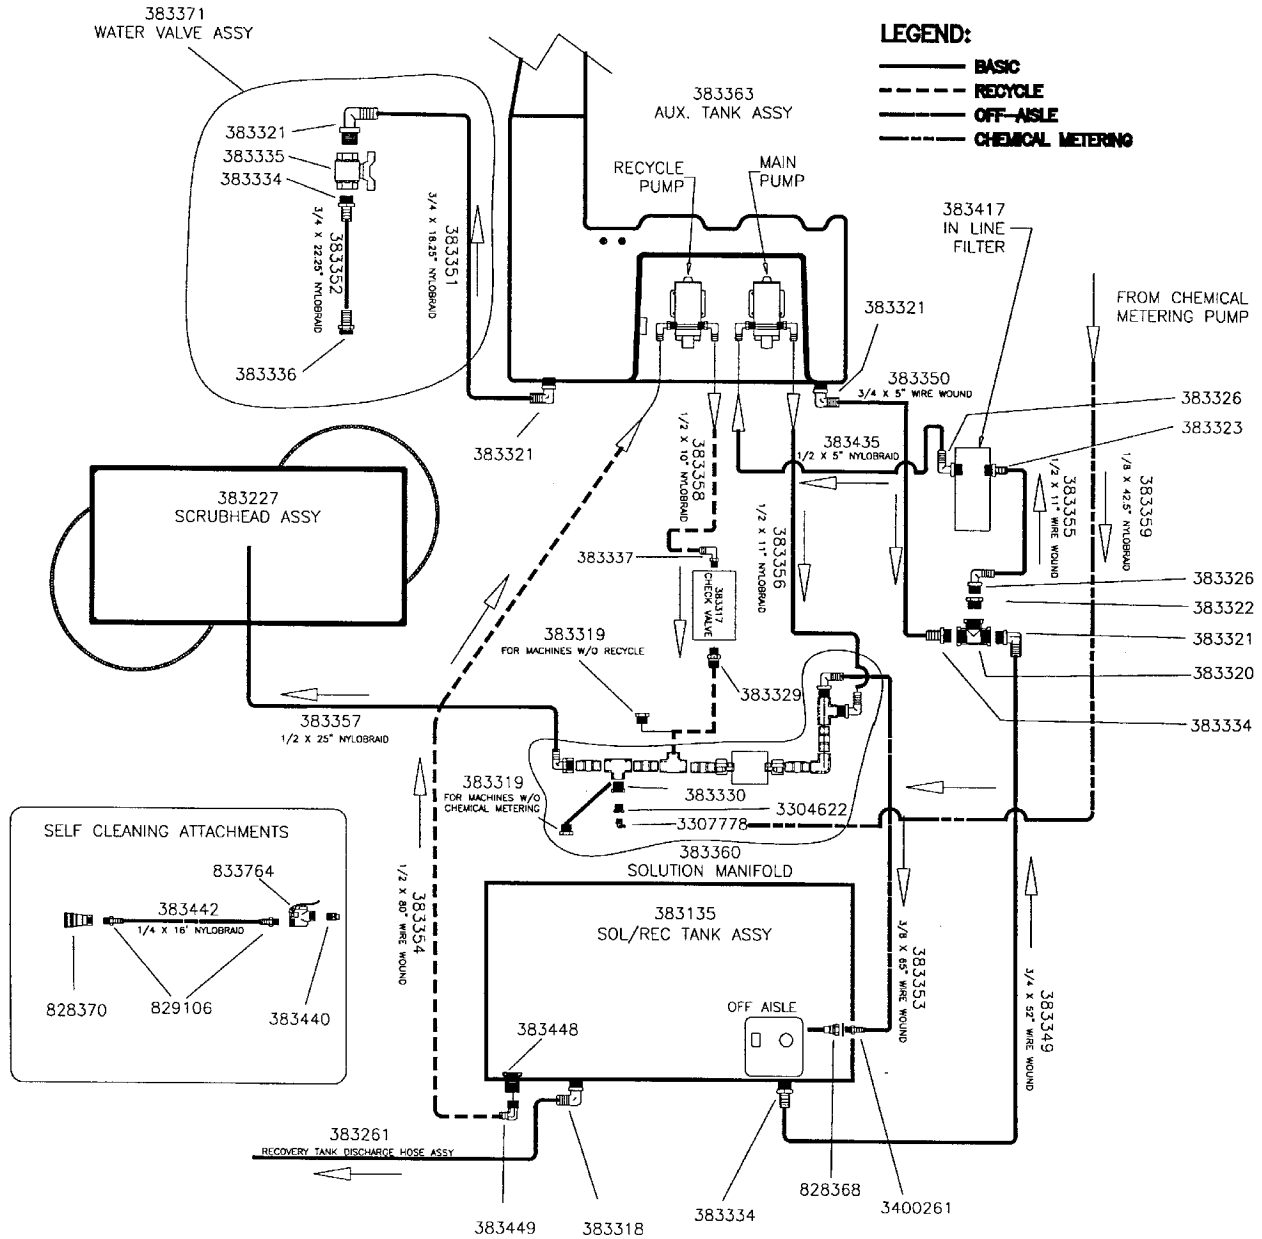 383371
WATER VALVE ASSY
LEGEND:
BASIC
RECYCLE
OFF-AISLE
CHEMICAL METERING
383363
AUX. TANK ASSY
RECYCLE
PUMP
MAIN
PUMP
383417
IN LINE
FILTER
FROM CHEMICAL
METERING PUMP
383321
383335
383334
383352
3/4 X 22.25" NYLOBRAID
383351
3/4 X 18.25" NYLOBRAID
383336
383321
383321
383350
3/4 X 5" WIRE WOUND
383326
383323
383435
1/2 X 5" NYLOBRAID
383358
1/2 X 10" NYLOBRAID
383356
1/2 X 11" NYLOBRAID
383355
1/2 X 11" WIRE WOUND
383359
1/8 X 42.5" NYLOBRAID
383227
SCRUBHEAD ASSY
383337
383317
CHECK VALVE
383326
383322
383321
383320
383334
383319
FOR MACHINES W/O RECYCLE
383329
383357
1/2 X 25" NYLOBRAID
383319
FOR MACHINES W/O
CHEMICAL METERING
383330
3304622
3307778
383360
SOLUTION MANIFOLD
SELF CLEANING ATTACHMENTS
833764
383442
1/4 X 16' NYLOBRAID
828370
829106
383440
383354
1/2 X 80" WIRE WOUND
383135
SOL/REC TANK ASSY
OFF AISLE
383448
383353
3/8 X 65" WIRE WOUND
383349
3/4 X 52" WIRE WOUND
383261
RECOVERY TANK DISCHARGE HOSE ASSY
383449
383318
383334
828368
3400261